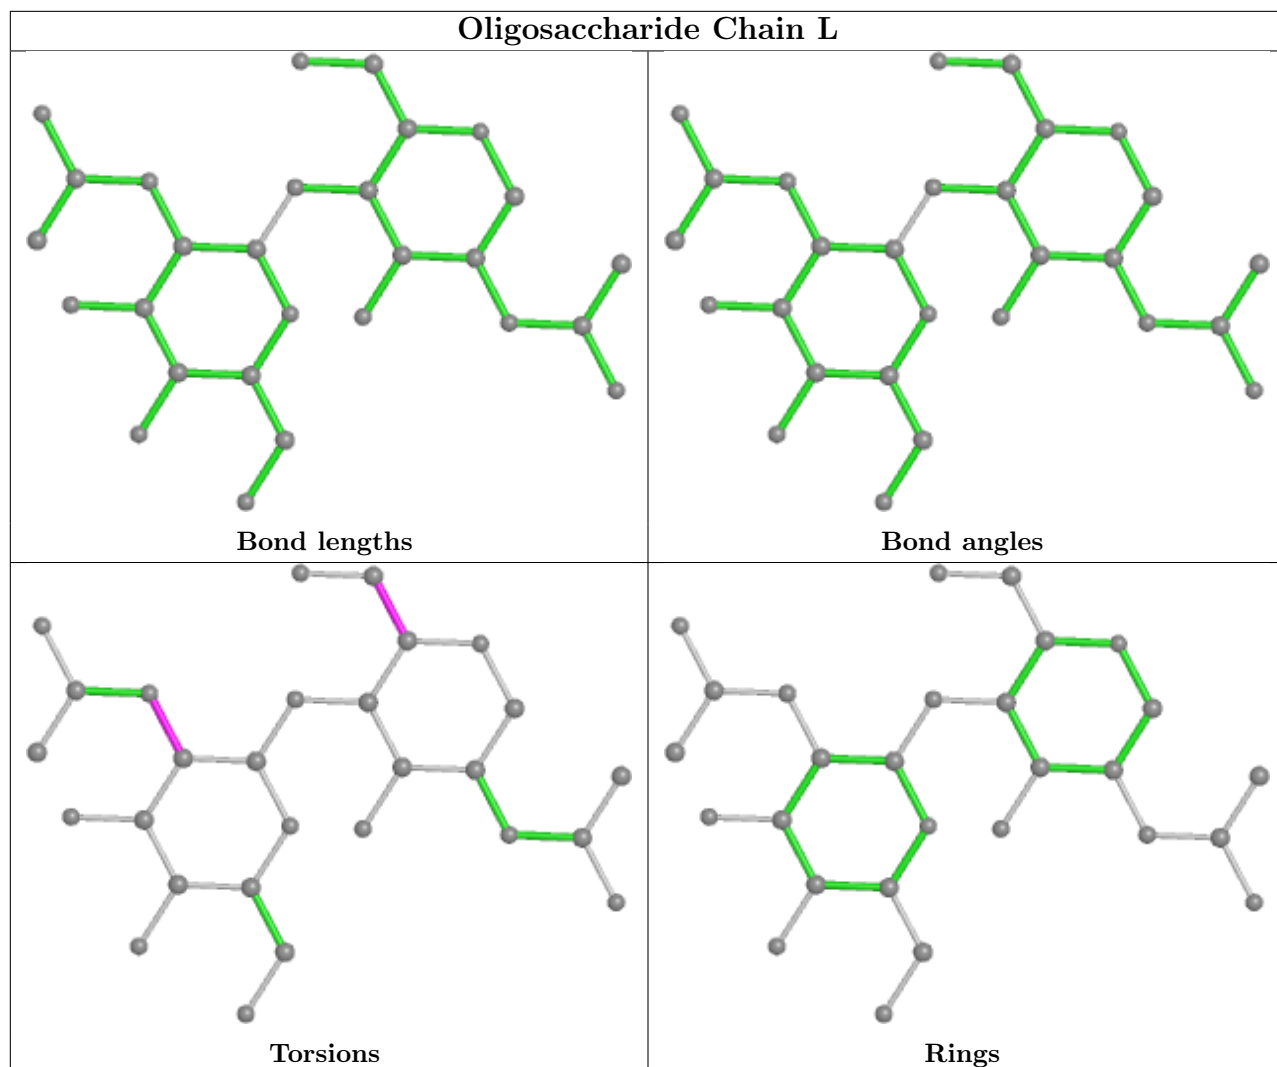 Oligosaccharide Chain L
Bond lengths
Bond angles
Torsions
Rings